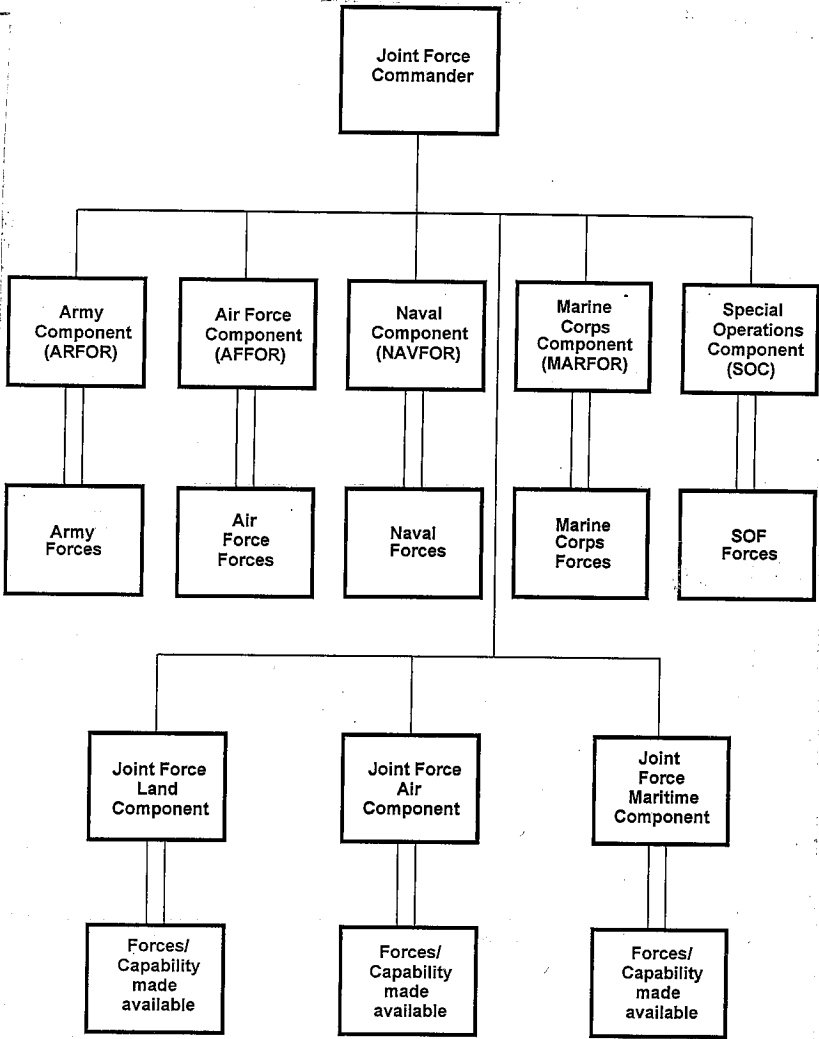 Joint Force
Commander
Army
Component
(ARFOR)
Air Force
Component
(AFFOR)
Naval
Component
(NAVFOR)
Marine
Corps
Component
(MARFOR)
Special
Operations
Component
(SOC)
Army
Forces
Air
Force
Forces
Naval
Forces
Marine
Corps
Forces
SOF
Forces
Joint Force
Land
Component
Joint Force
Air
Component
Joint
Force
Maritime
Component
Forces/
Capability
made
available
Forces/
Capability
made
available
Forces/
Capability
made
available